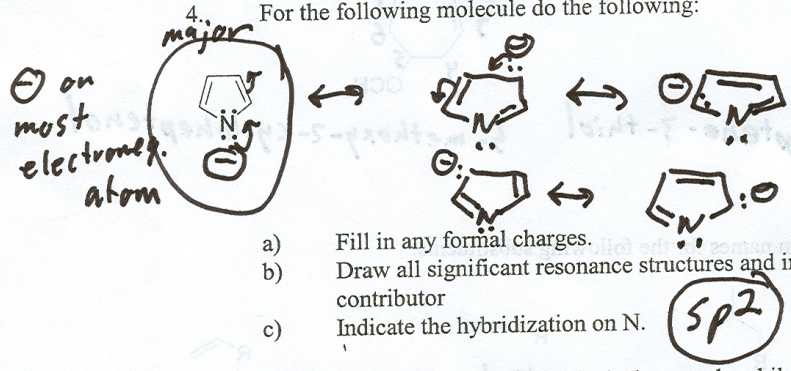 4. For the following molecule do the following:
major
⊖ on
most
electroneg.
atom
N
⊖
⊖
N
⊖
N
⊖
N
⊖
N
a) Fill in any formal charges.
b) Draw all significant resonance structures and i
contributor
c) Indicate the hybridization on N.
sp2